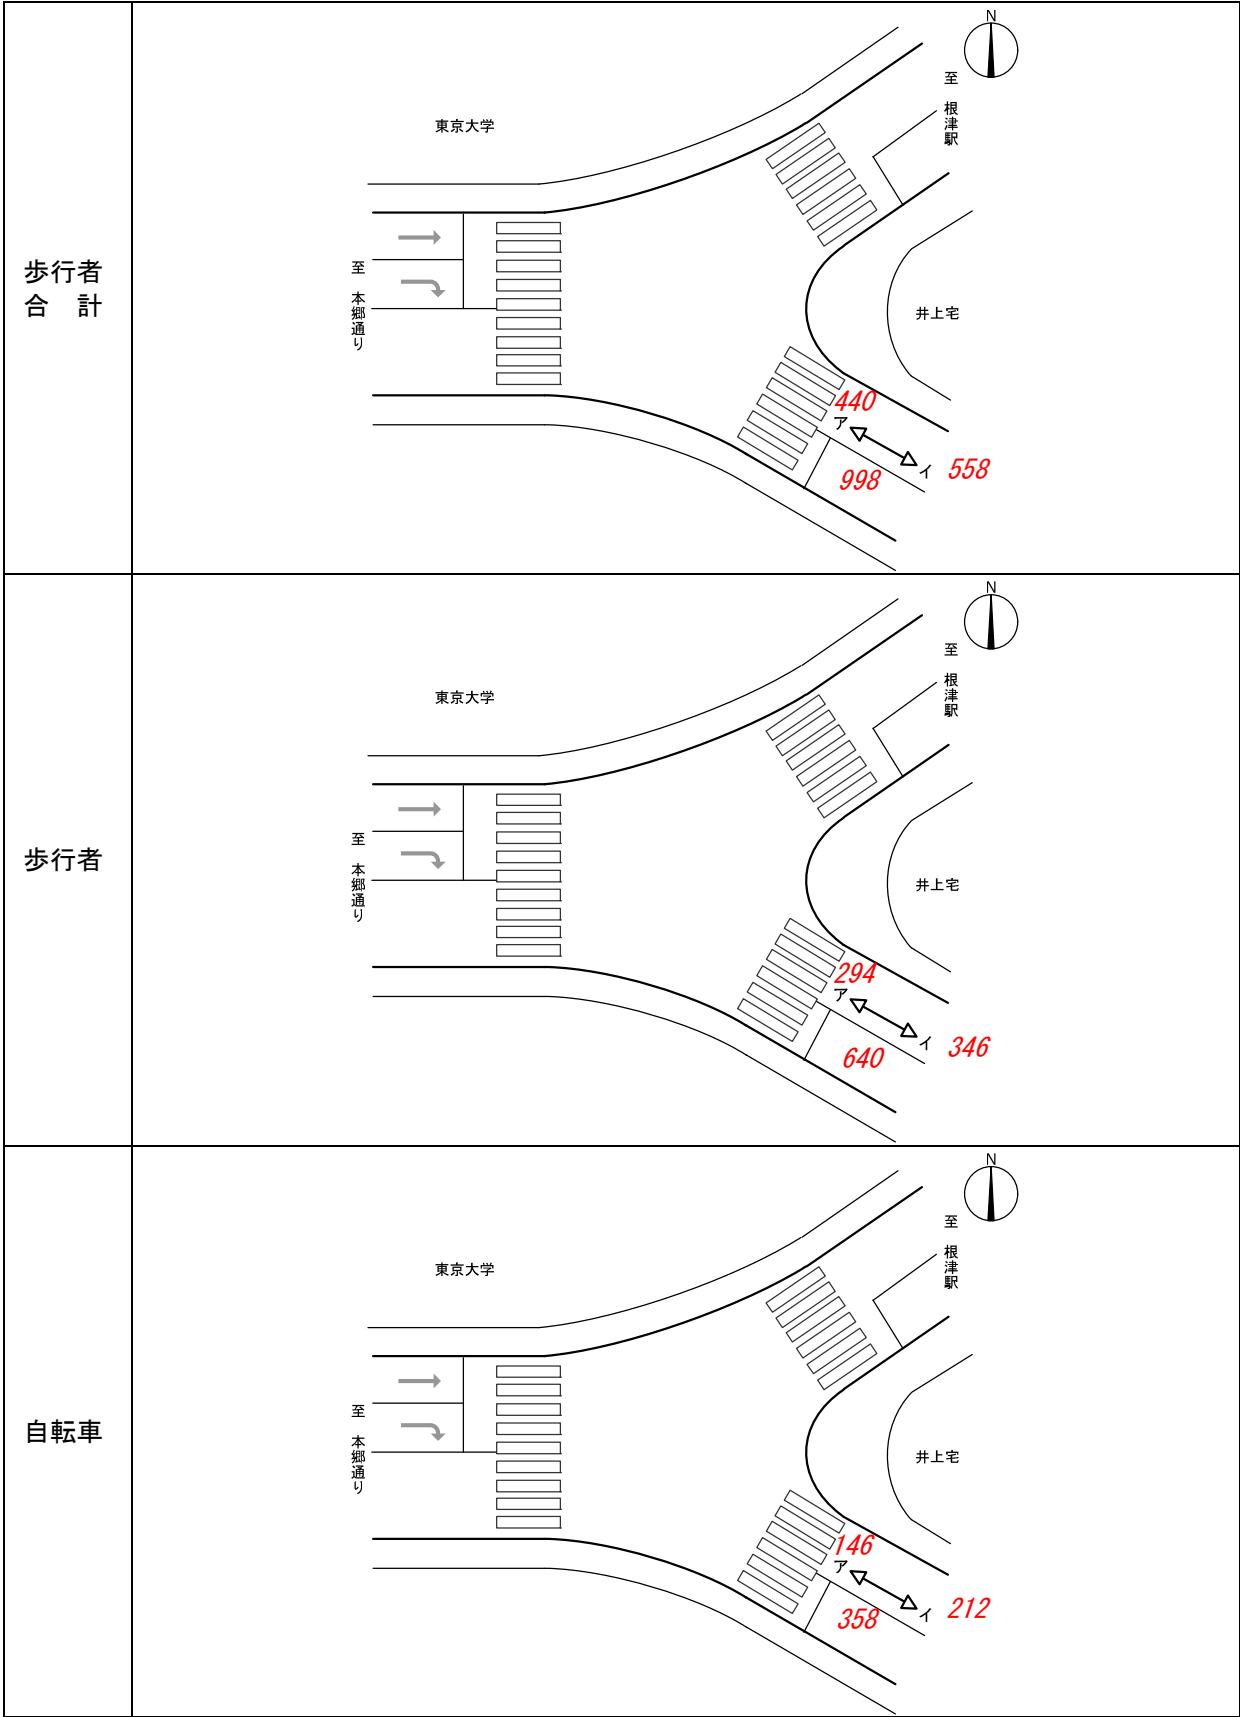 歩行者
合　計
N
至　根津駅
東京大学
至　本郷通り
井上宅
440
ア
イ
558
998
歩行者
N
至　根津駅
東京大学
至　本郷通り
井上宅
294
ア
イ
346
640
自転車
N
至　根津駅
東京大学
至　本郷通り
井上宅
146
ア
イ
212
358